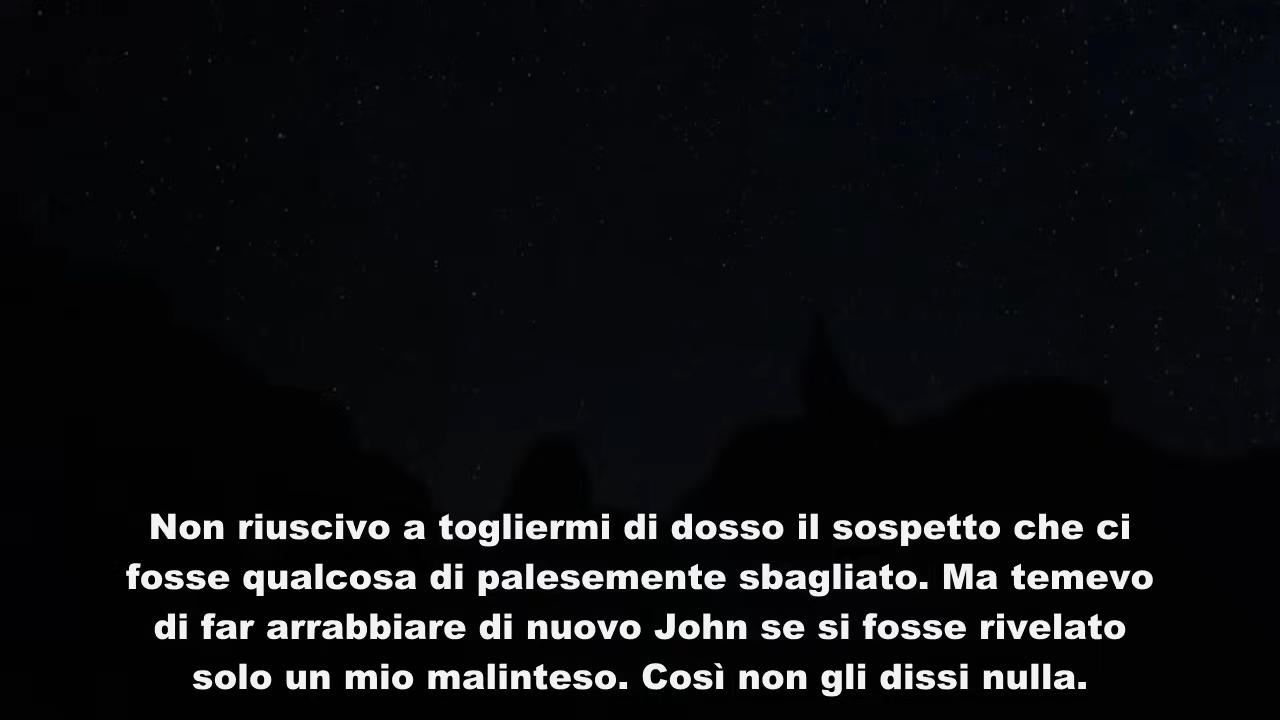 Non riuscivo a togliermi di dosso il sospetto che ci
fosse qualcosa di palesemente sbagliato. Ma temevo
di far arrabbiare di nuovo John se si fosse rivelato
solo un mio malinteso. Così non gli dissi nulla.